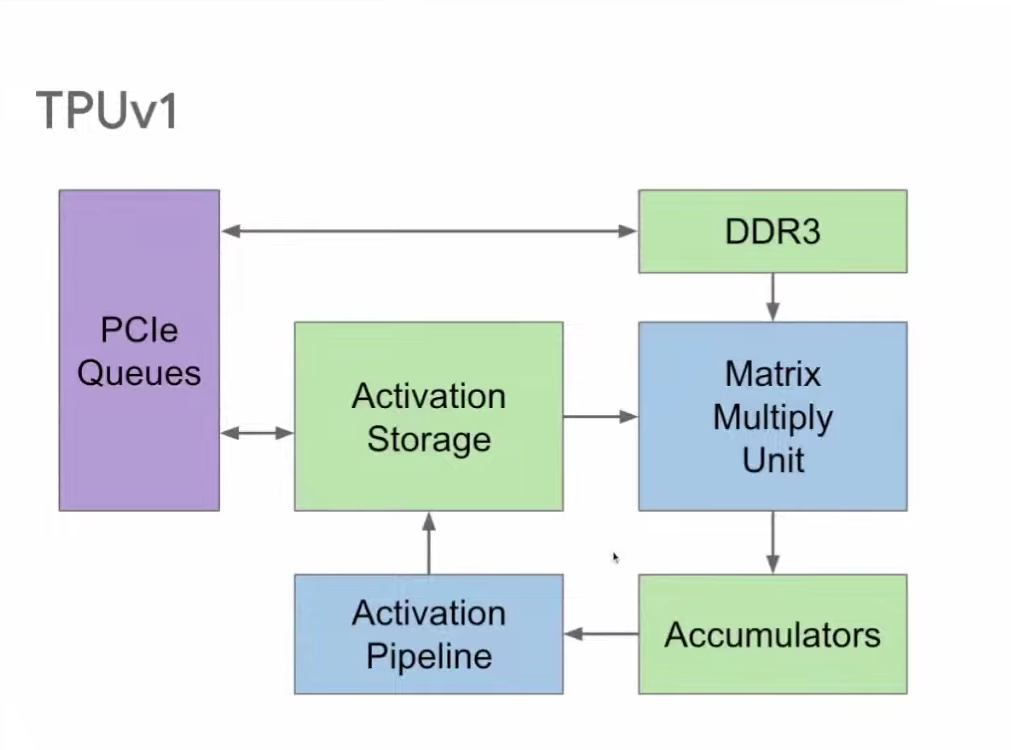 TPUv1
PCIe
Queues
DDR3
Activation
Storage
Matrix
Multiply
Unit
Activation
Pipeline
Accumulators